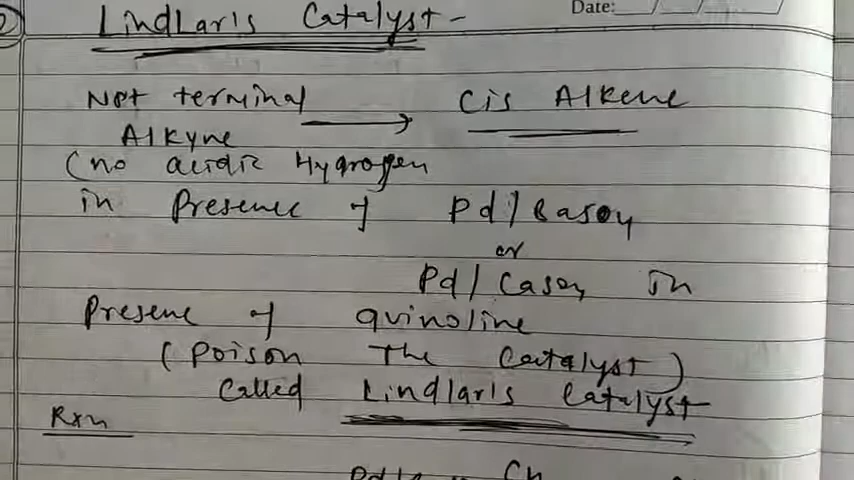 Lindlar's Catalyst-
Date:
Not terminal → Cis Alkene
Alkyne
(no acidic Hydrogen
in Presence of Pd/BaSO4
or
Pd/CaSO4 in
Presene of quinoline
(Poison The Catalyst)
Called Lindlar's Catalyst
Rxn